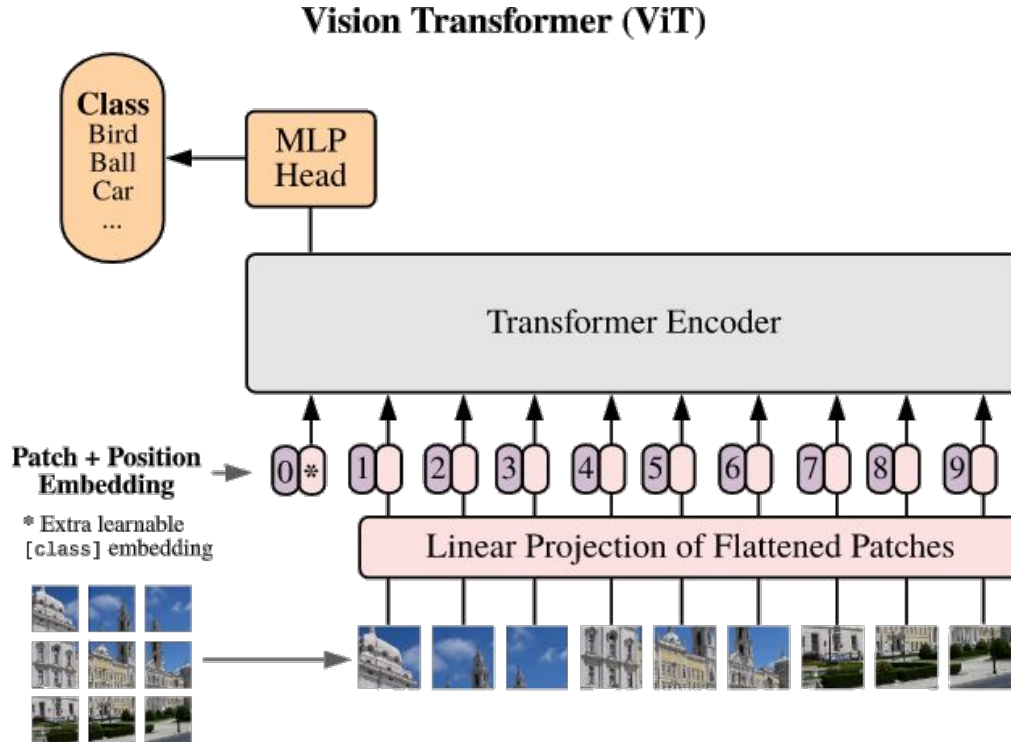 Vision Transformer (ViT)
Class
Bird
Ball
Car
...
MLP
Head
Transformer Encoder
Patch + Position
Embedding
0 * 1 2 3 4 5 6 7 8 9
* Extra learnable
[class] embedding
Linear Projection of Flattened Patches